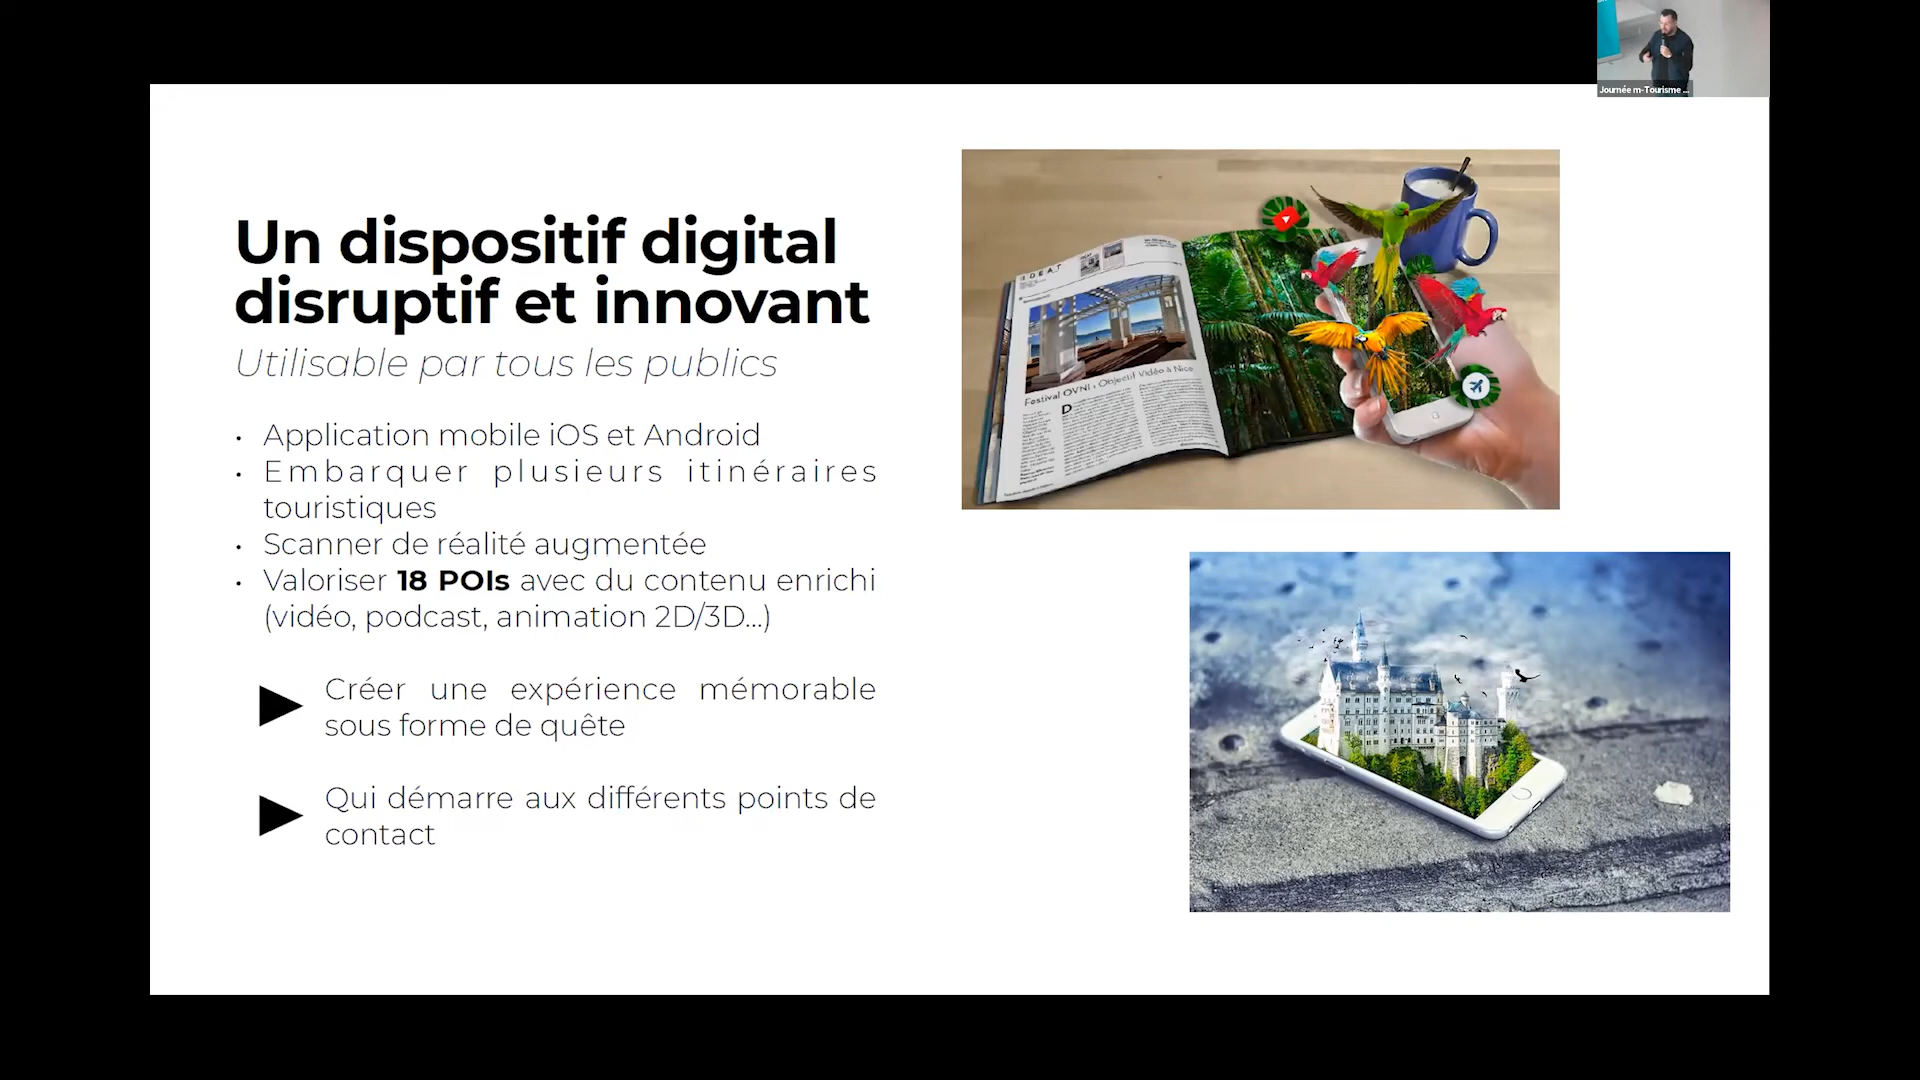 Journée m-Tourisme ...
Un dispositif digital
disruptif et innovant
Utilisable par tous les publics
• Application mobile iOS et Android
• Embarquer plusieurs itinéraires
touristiques
• Scanner de réalité augmentée
• Valoriser 18 POIs avec du contenu enrichi
(vidéo, podcast, animation 2D/3D...)
Créer une expérience mémorable
sous forme de quête
Qui démarre aux différents points de
contact
IDEAT
Festival OVNI, Objectif Vidéo à Nice